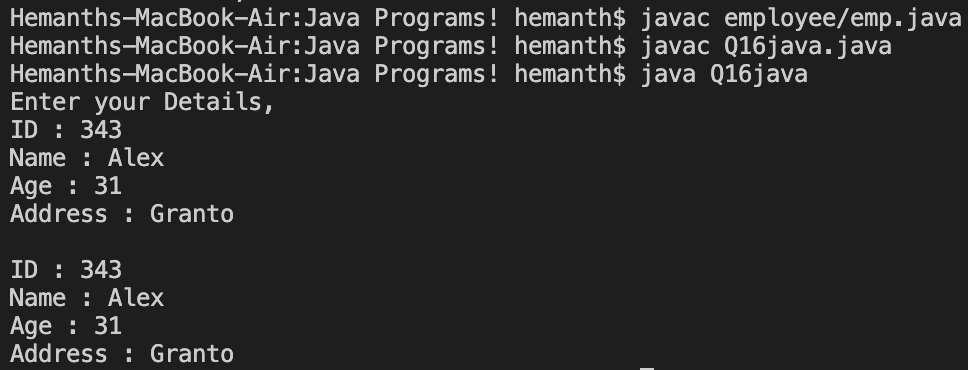 Hemanths-MacBook-Air:Java Programs! hemanth$ javac employee/emp.java
Hemanths-MacBook-Air:Java Programs! hemanth$ javac Q16java.java
Hemanths-MacBook-Air:Java Programs! hemanth$ java Q16java
Enter your Details,
ID : 343
Name : Alex
Age : 31
Address : Granto

ID : 343
Name : Alex
Age : 31
Address : Granto